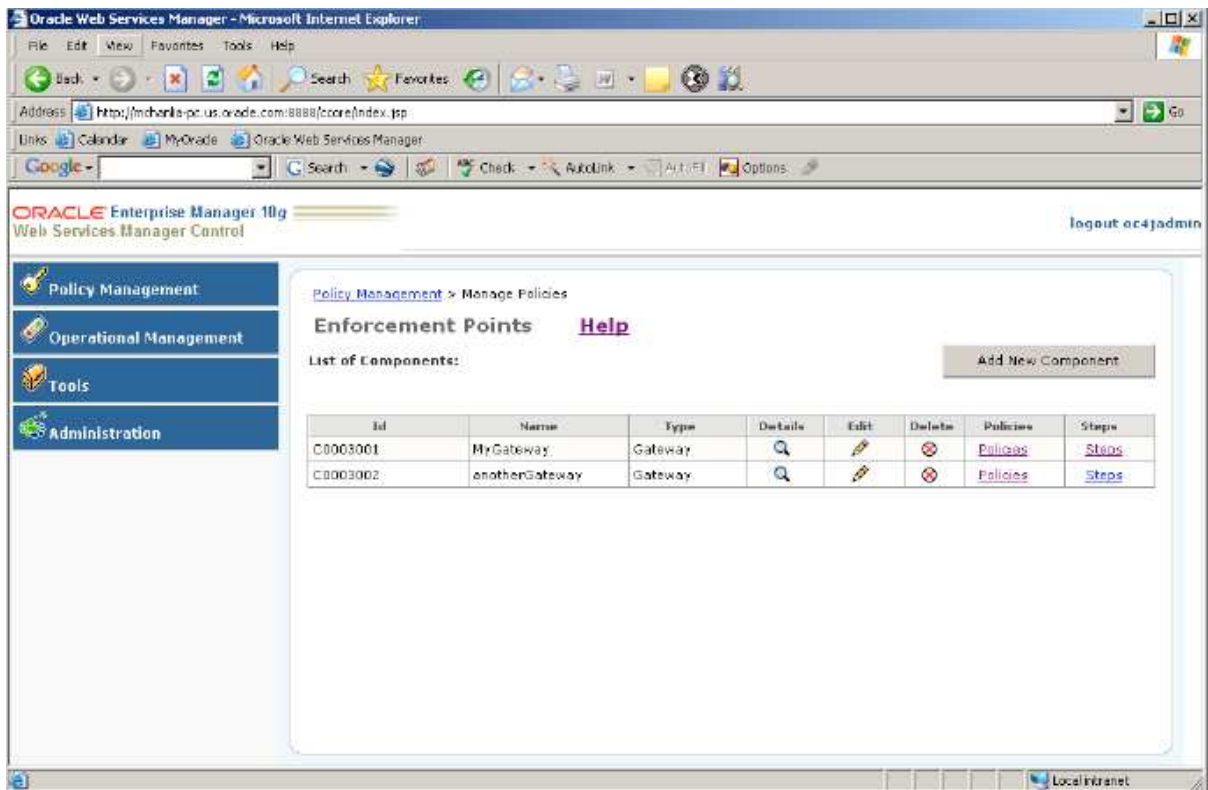 Oracle Web Services Manager - Microsoft Internet Explorer
File Edit View Favorites Tools Help
Back Search Favorites
Address http://mchanla-pc.us.oracle.com:8888/ccore/index.jsp Go
Links Calendar MyOracle Oracle Web Services Manager
Google Search Check AutoLink AutoFill Options
ORACLE Enterprise Manager 10g
Web Services Manager Control
logout oc4jadmin
Policy Management
Operational Management
Tools
Administration
Policy Management > Manage Policies
Enforcement Points Help
List of Components: Add New Component
Id Name Type Details Edit Delete Policies Steps
C0003001 MyGateway Gateway Policies Steps
C0003002 anotherGateway Gateway Policies Steps
Local intranet